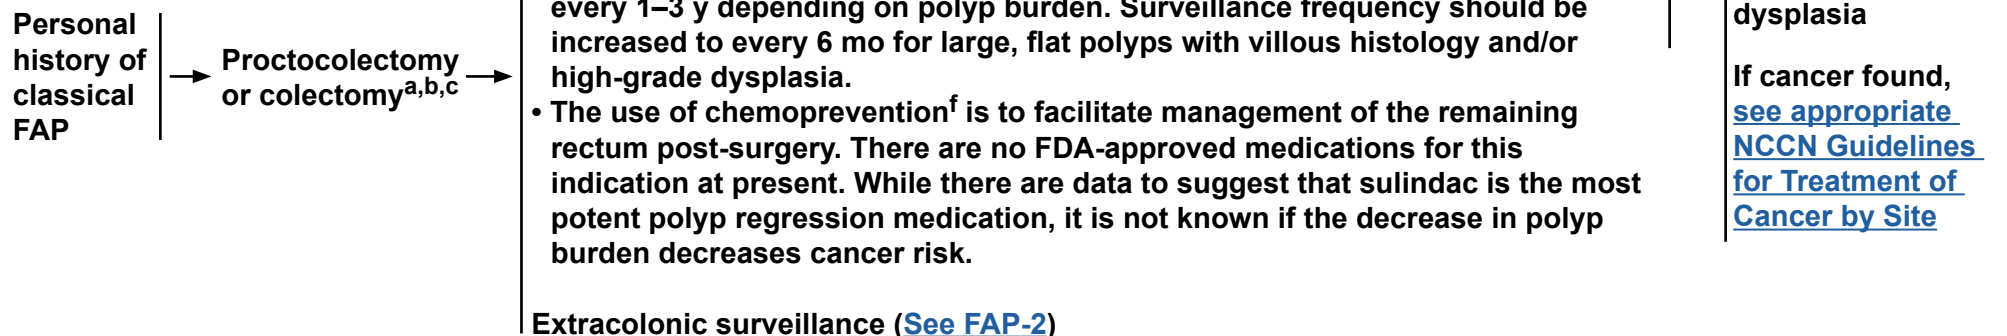 Personal
history of
classical
FAP
Proctocolectomy
or colectomy^a,b,c
every 1–3 y depending on polyp burden. Surveillance frequency should be
increased to every 6 mo for large, flat polyps with villous histology and/or
high-grade dysplasia.
• The use of chemoprevention^f is to facilitate management of the remaining
rectum post-surgery. There are no FDA-approved medications for this
indication at present. While there are data to suggest that sulindac is the most
potent polyp regression medication, it is not known if the decrease in polyp
burden decreases cancer risk.
Extracolonic surveillance (See FAP-2)
dysplasia
If cancer found,
see appropriate
NCCN Guidelines
for Treatment of
Cancer by Site